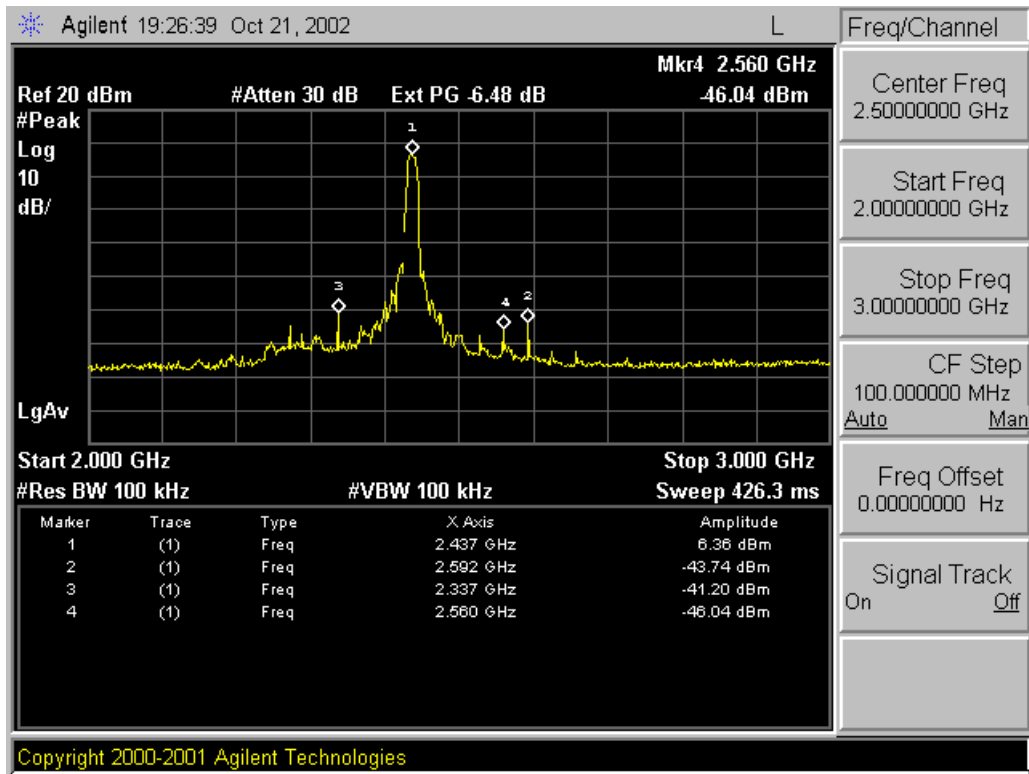 Agilent 19:26:39 Oct 21, 2002 L
Mkr4 2.560 GHz
Ref 20 dBm #Atten 30 dB Ext PG -6.48 dB -46.04 dBm
#Peak
Log
10
dB/
1
3
4
2
LgAv
Start 2.000 GHz Stop 3.000 GHz
#Res BW 100 kHz #VBW 100 kHz Sweep 426.3 ms
Marker Trace Type X Axis Amplitude
1 (1) Freq 2.437 GHz 6.36 dBm
2 (1) Freq 2.592 GHz -43.74 dBm
3 (1) Freq 2.337 GHz -41.20 dBm
4 (1) Freq 2.560 GHz -46.04 dBm
Copyright 2000-2001 Agilent Technologies
Freq/Channel
Center Freq
2.50000000 GHz
Start Freq
2.00000000 GHz
Stop Freq
3.00000000 GHz
CF Step
100.000000 MHz
Auto Man
Freq Offset
0.00000000 Hz
Signal Track
On Off